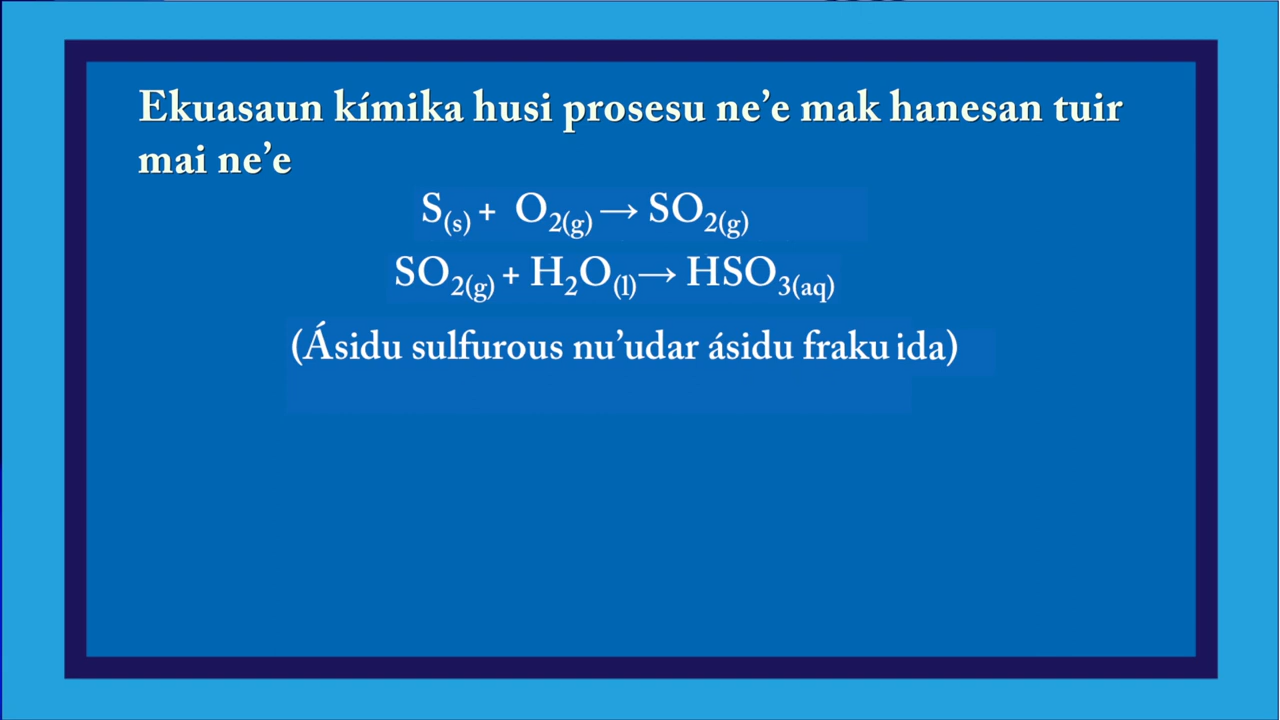 Ekuasaun kímika husi prosesu ne’e mak hanesan tuir
mai ne’e
S(s) + O₂(g) → SO₂(g)
SO₂(g) + H₂O(l) → HSO₃(aq)
(Ásidu sulfurous nu’udar ásidu fraku ida)